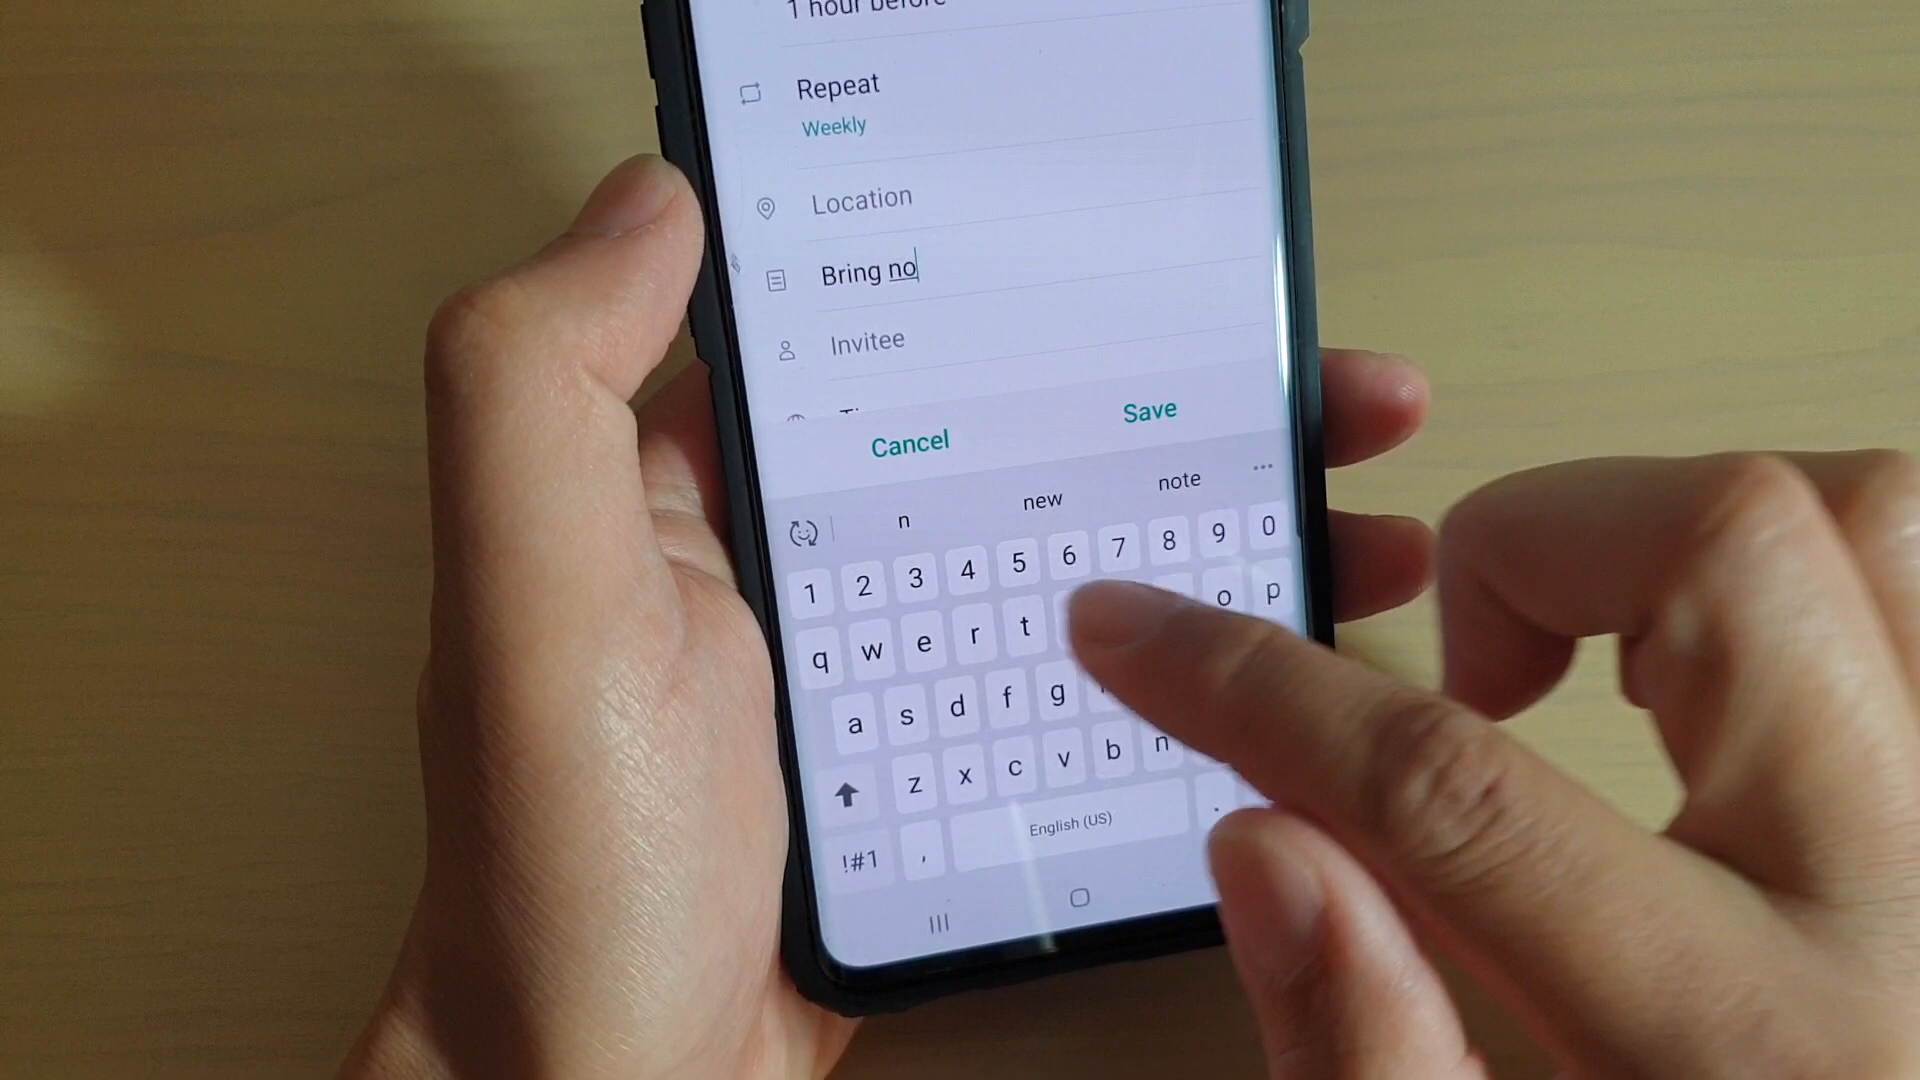 1 hour before
Repeat
Weekly
Location
Bring no
Invitee
Cancel
Save
n
new
note
1 2 3 4 5 6 7 8 9 0
q w e r t o p
a s d f g
z x c v b n
!#1 , English (US) .